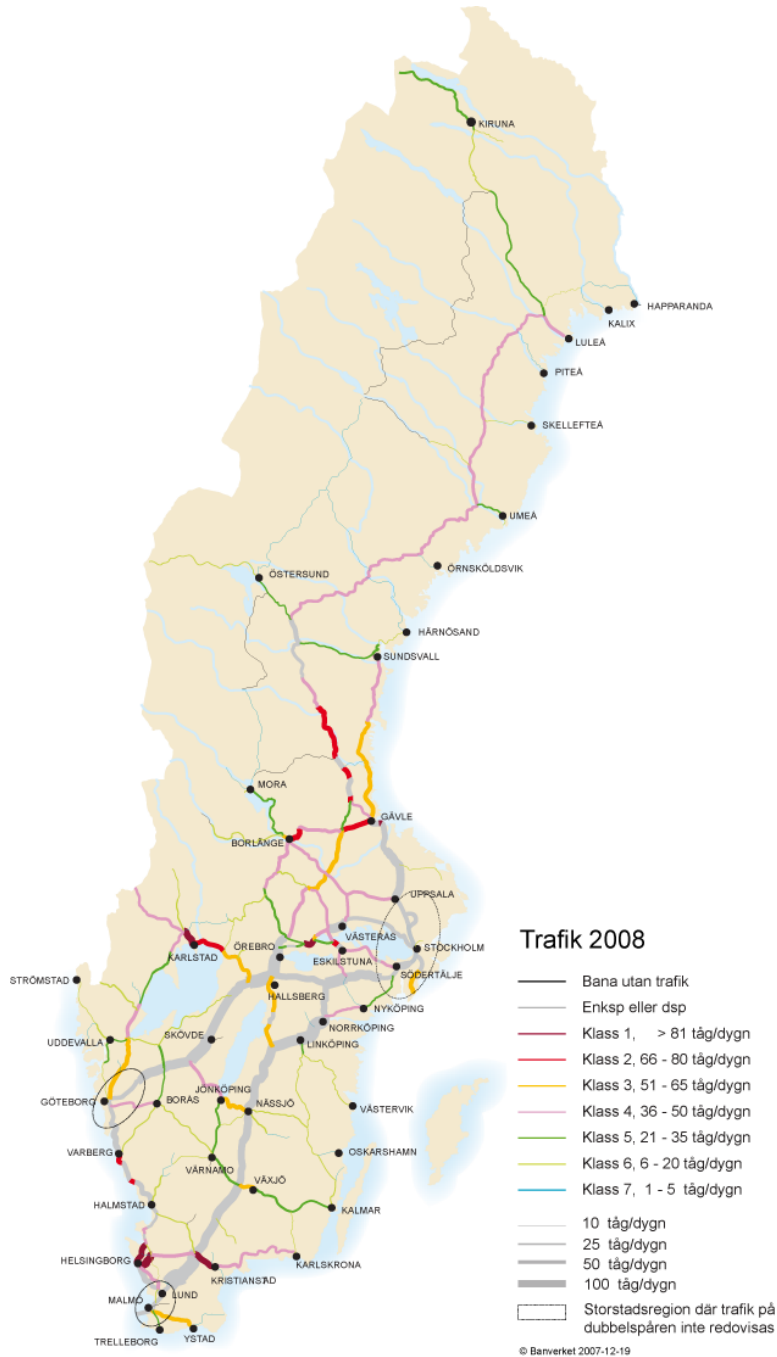 KIRUNA
HAPPARANDA
KALIX
LULEÅ
PITEÅ
SKELLEFTEÅ
UMEÅ
ÖRNSKÖLDSVIK
ÖSTERSUND
HÄRNÖSAND
SUNDSVALL
MORA
GÄVLE
BORLÄNGE
UPPSALA
VÄSTERÅS
STOCKHOLM
KARLSTAD
ÖREBRO
ESKILSTUNA
SÖDERTÄLJE
STRÖMSTAD
HALLSBERG
NYKÖPING
NORRKÖPING
UDDEVALLA
SKÖVDE
LINKÖPING
JÖNKÖPING
GÖTEBORG
BORÅS
NÄSSJÖ
VÄSTERVIK
VARBERG
OSKARSHAMN
VÄRNAMO
VÄXJÖ
HALMSTAD
KALMAR
HELSINGBORG
KARLSKRONA
KRISTIANSTAD
LUND
MALMÖ
TRELLEBORG
YSTAD
Trafik 2008
Bana utan trafik
Enksp eller dsp
Klass 1, > 81 tåg/dygn
Klass 2, 66 - 80 tåg/dygn
Klass 3, 51 - 65 tåg/dygn
Klass 4, 36 - 50 tåg/dygn
Klass 5, 21 - 35 tåg/dygn
Klass 6, 6 - 20 tåg/dygn
Klass 7, 1 - 5 tåg/dygn
10 tåg/dygn
25 tåg/dygn
50 tåg/dygn
100 tåg/dygn
Storstadsregion där trafik på
dubbelspåren inte redovisas
© Banverket 2007-12-19